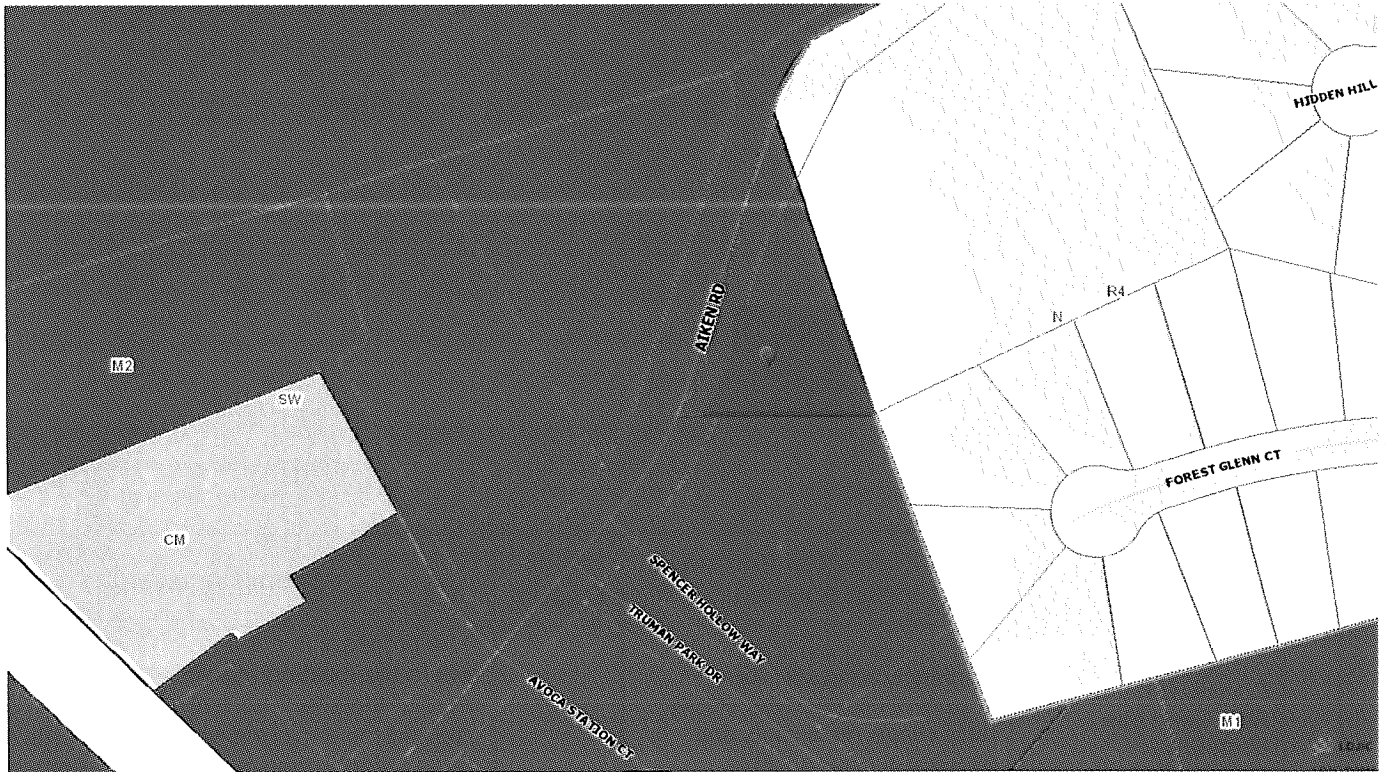 HIDDEN HILL
AIKEN RD
R4
N
M2
SW
FOREST GLENN CT
CM
SPENCER HOLLOW WAY
TRUMAN PARK DR
AVOCA STATION CT
M1
LOJIC